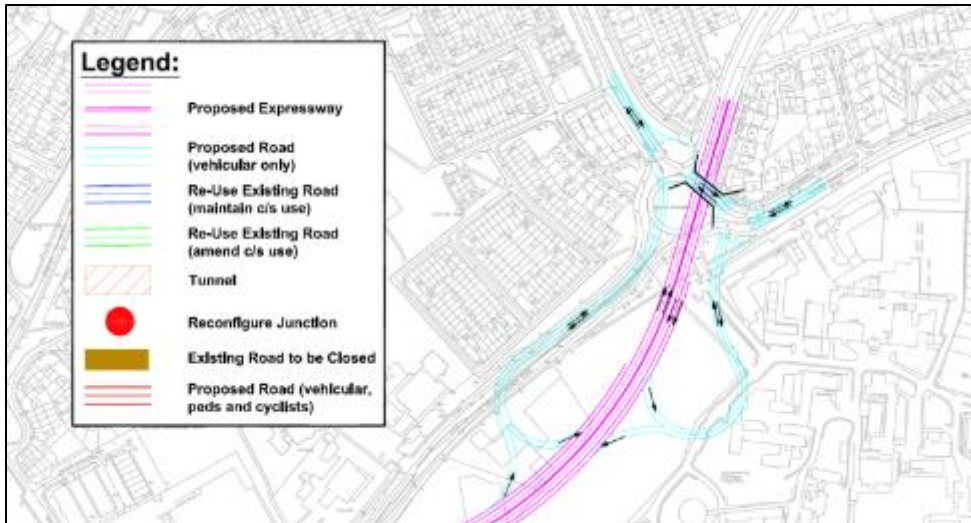 Legend:
Proposed Expressway
Proposed Road
(vehicular only)
Re-Use Existing Road
(maintain c/s use)
Re-Use Existing Road
(amend c/s use)
Tunnel
Reconfigure Junction
Existing Road to be Closed
Proposed Road (vehicular,
peds and cyclists)